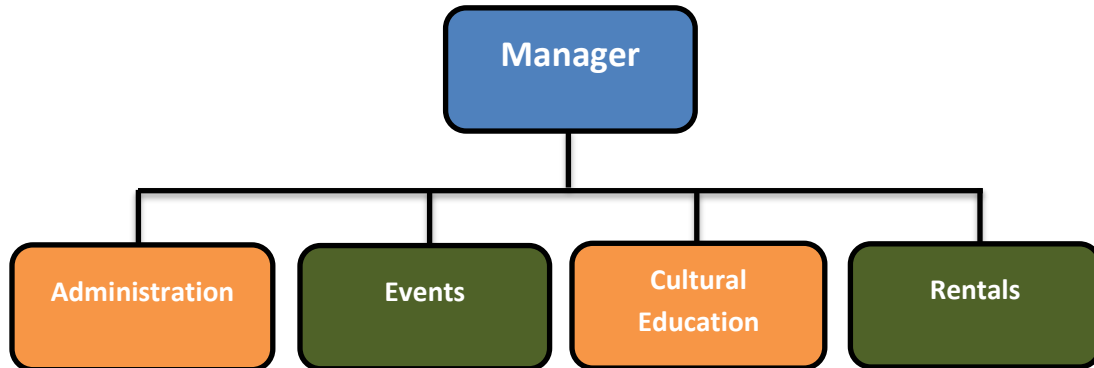 Manager
Administration
Events
Cultural
Education
Rentals